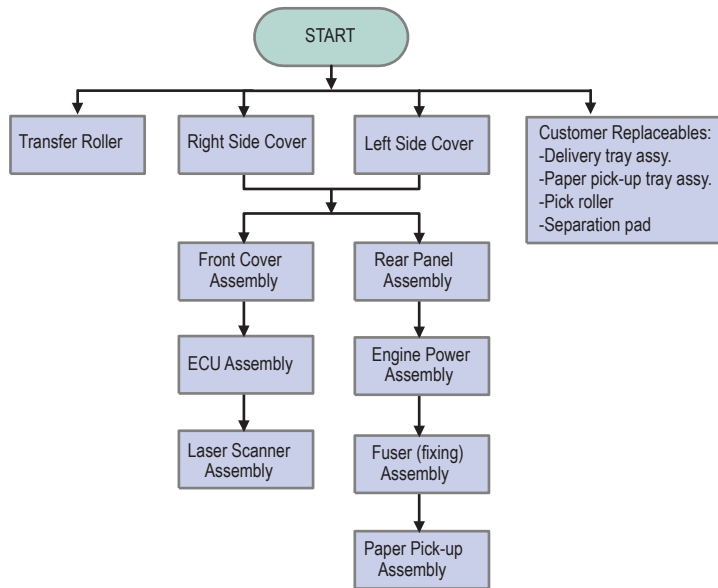 START
Transfer Roller
Right Side Cover
Left Side Cover
Customer Replaceables:
-Delivery tray assy.
-Paper pick-up tray assy.
-Pick roller
-Separation pad
Front Cover
Assembly
Rear Panel
Assembly
ECU Assembly
Engine Power
Assembly
Laser Scanner
Assembly
Fuser (fixing)
Assembly
Paper Pick-up
Assembly